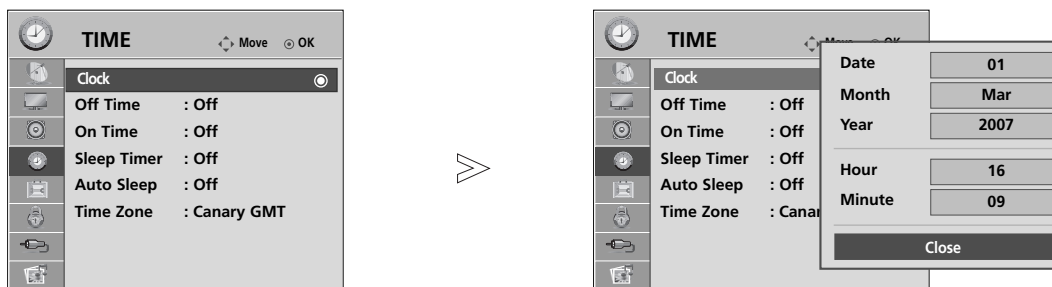 TIME
Move OK
Clock
Off Time : Off
On Time : Off
Sleep Timer : Off
Auto Sleep : Off
Time Zone : Canary GMT
>
TIME
Move OK
Clock
Off Time : Off
On Time : Off
Sleep Timer : Off
Auto Sleep : Off
Time Zone : Canar
Date 01
Month Mar
Year 2007
Hour 16
Minute 09
Close